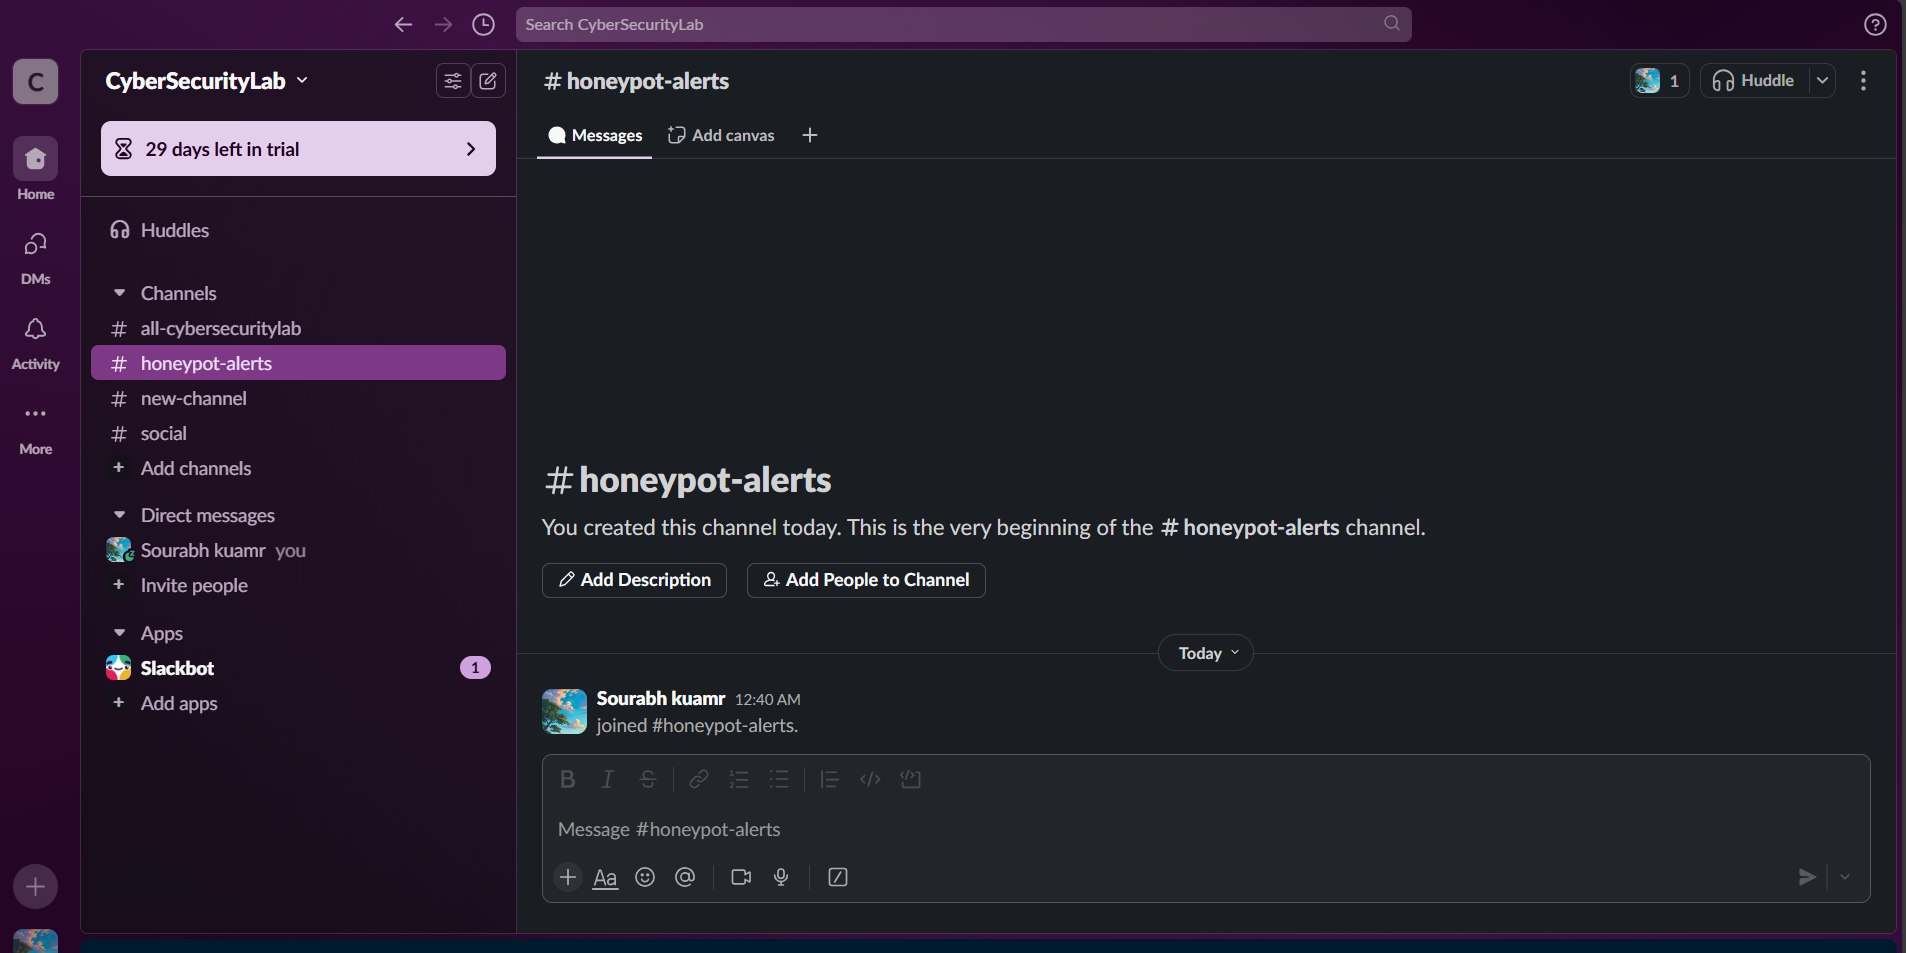 Search CyberSecurityLab
C
Home
DMs
Activity
More
CyberSecurityLab
29 days left in trial
Huddles
Channels
# all-cybersecuritylab
# honeypot-alerts
# new-channel
# social
+ Add channels
Direct messages
Sourabh kuamr you
+ Invite people
Apps
Slackbot 1
+ Add apps
# honeypot-alerts
1
Huddle
Messages
Add canvas
# honeypot-alerts
You created this channel today. This is the very beginning of the # honeypot-alerts channel.
Add Description
Add People to Channel
Today
Sourabh kuamr 12:40 AM
joined #honeypot-alerts.
Message #honeypot-alerts
Aa